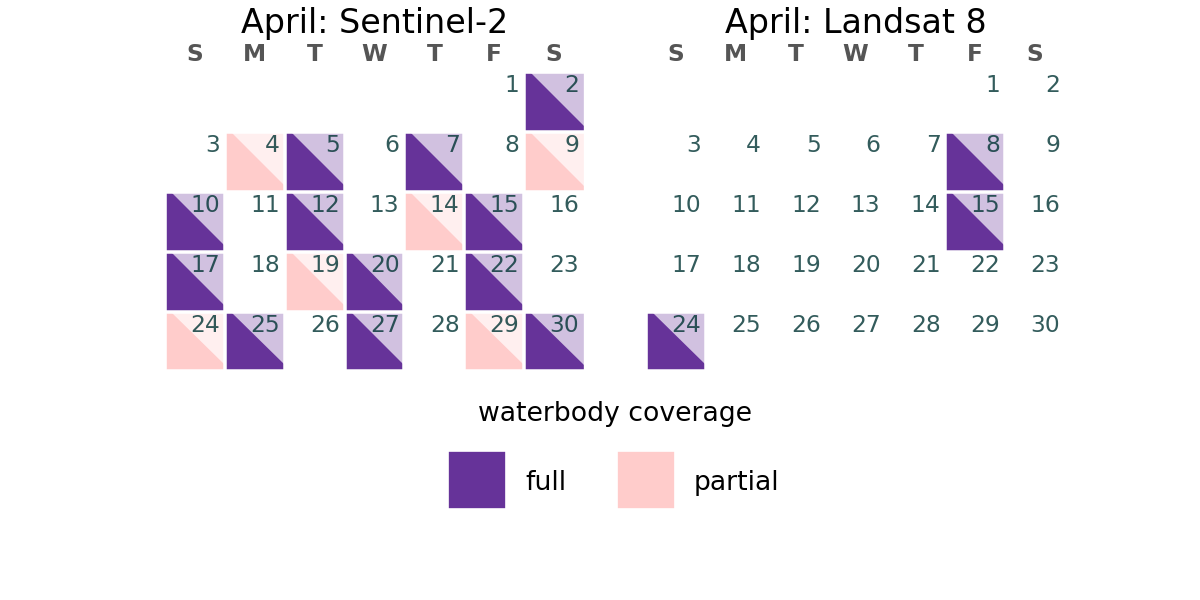 April: Sentinel-2
S M T W T F S
1 2
3 4 5 6 7 8 9
10 11 12 13 14 15 16
17 18 19 20 21 22 23
24 25 26 27 28 29 30
April: Landsat 8
S M T W T F S
1 2
3 4 5 6 7 8 9
10 11 12 13 14 15 16
17 18 19 20 21 22 23
24 25 26 27 28 29 30
waterbody coverage
full
partial